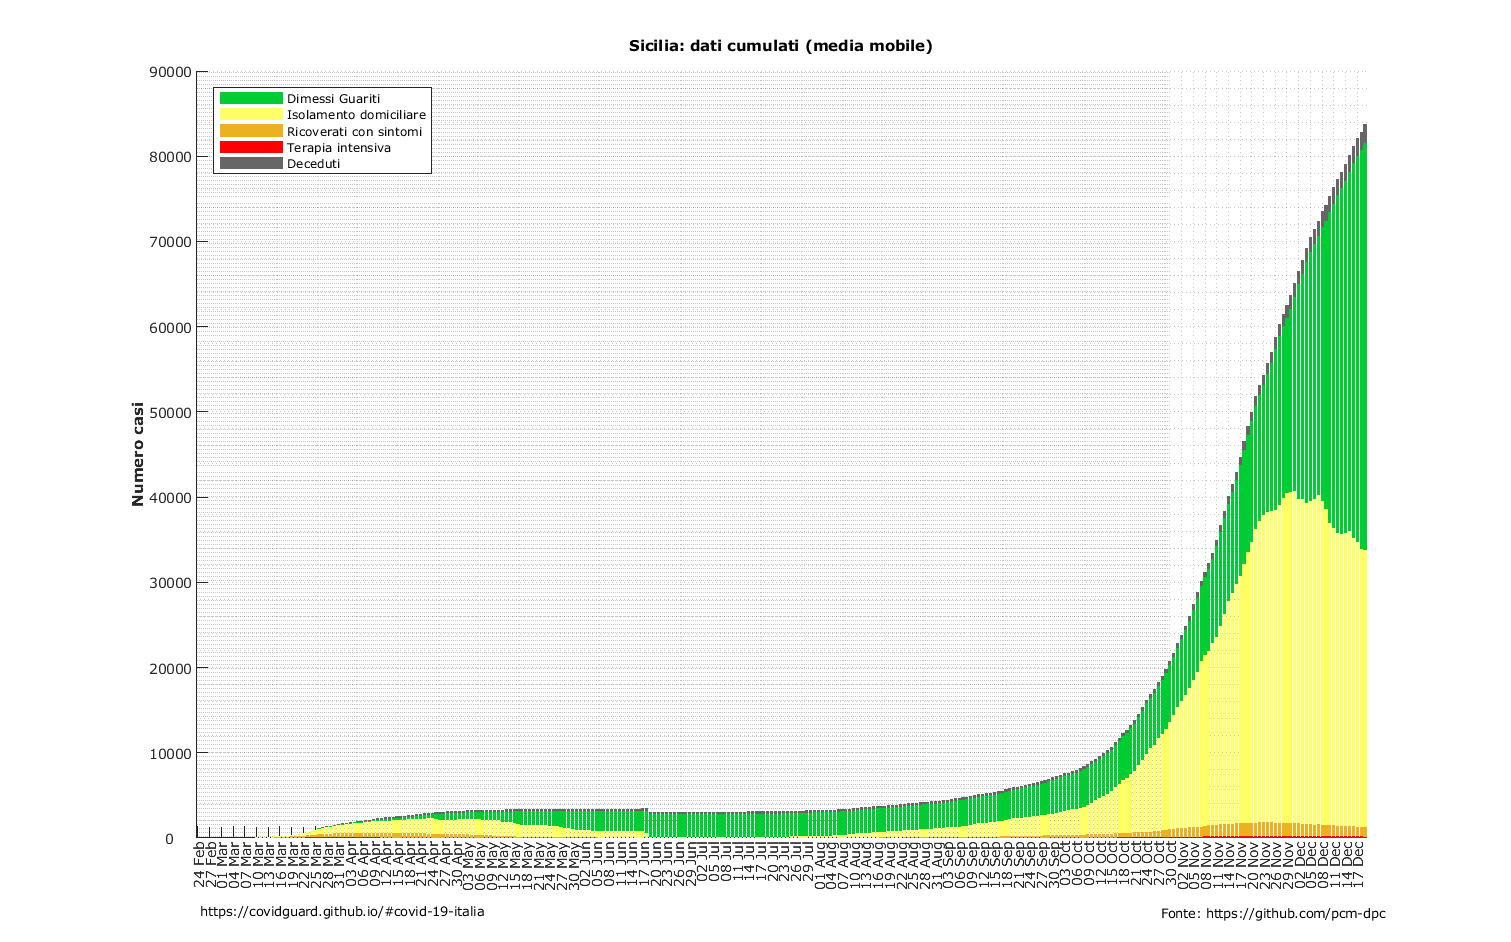 Sicilia: dati cumulati (media mobile)
90000
80000
70000
60000
50000
40000
30000
20000
10000
0
Numero casi
Dimessi Guariti
Isolamento domiciliare
Ricoverati con sintomi
Terapia intensiva
Deceduti
24 Feb
27 Feb
01 Mar
04 Mar
07 Mar
10 Mar
13 Mar
16 Mar
19 Mar
22 Mar
25 Mar
28 Mar
31 Mar
03 Apr
06 Apr
09 Apr
12 Apr
15 Apr
18 Apr
21 Apr
24 Apr
27 Apr
30 Apr
03 May
06 May
09 May
12 May
15 May
18 May
21 May
24 May
27 May
30 May
02 Jun
05 Jun
08 Jun
11 Jun
14 Jun
17 Jun
20 Jun
23 Jun
26 Jun
29 Jun
02 Jul
05 Jul
08 Jul
11 Jul
14 Jul
17 Jul
20 Jul
23 Jul
26 Jul
29 Jul
01 Aug
04 Aug
07 Aug
10 Aug
13 Aug
16 Aug
19 Aug
22 Aug
25 Aug
28 Aug
31 Aug
03 Sep
06 Sep
09 Sep
12 Sep
15 Sep
18 Sep
21 Sep
24 Sep
27 Sep
30 Sep
03 Oct
06 Oct
09 Oct
12 Oct
15 Oct
18 Oct
21 Oct
24 Oct
27 Oct
30 Oct
02 Nov
05 Nov
08 Nov
11 Nov
14 Nov
17 Nov
20 Nov
23 Nov
26 Nov
29 Nov
02 Dec
05 Dec
08 Dec
11 Dec
14 Dec
17 Dec
https://covidguard.github.io/#covid-19-italia
Fonte: https://github.com/pcm-dpc